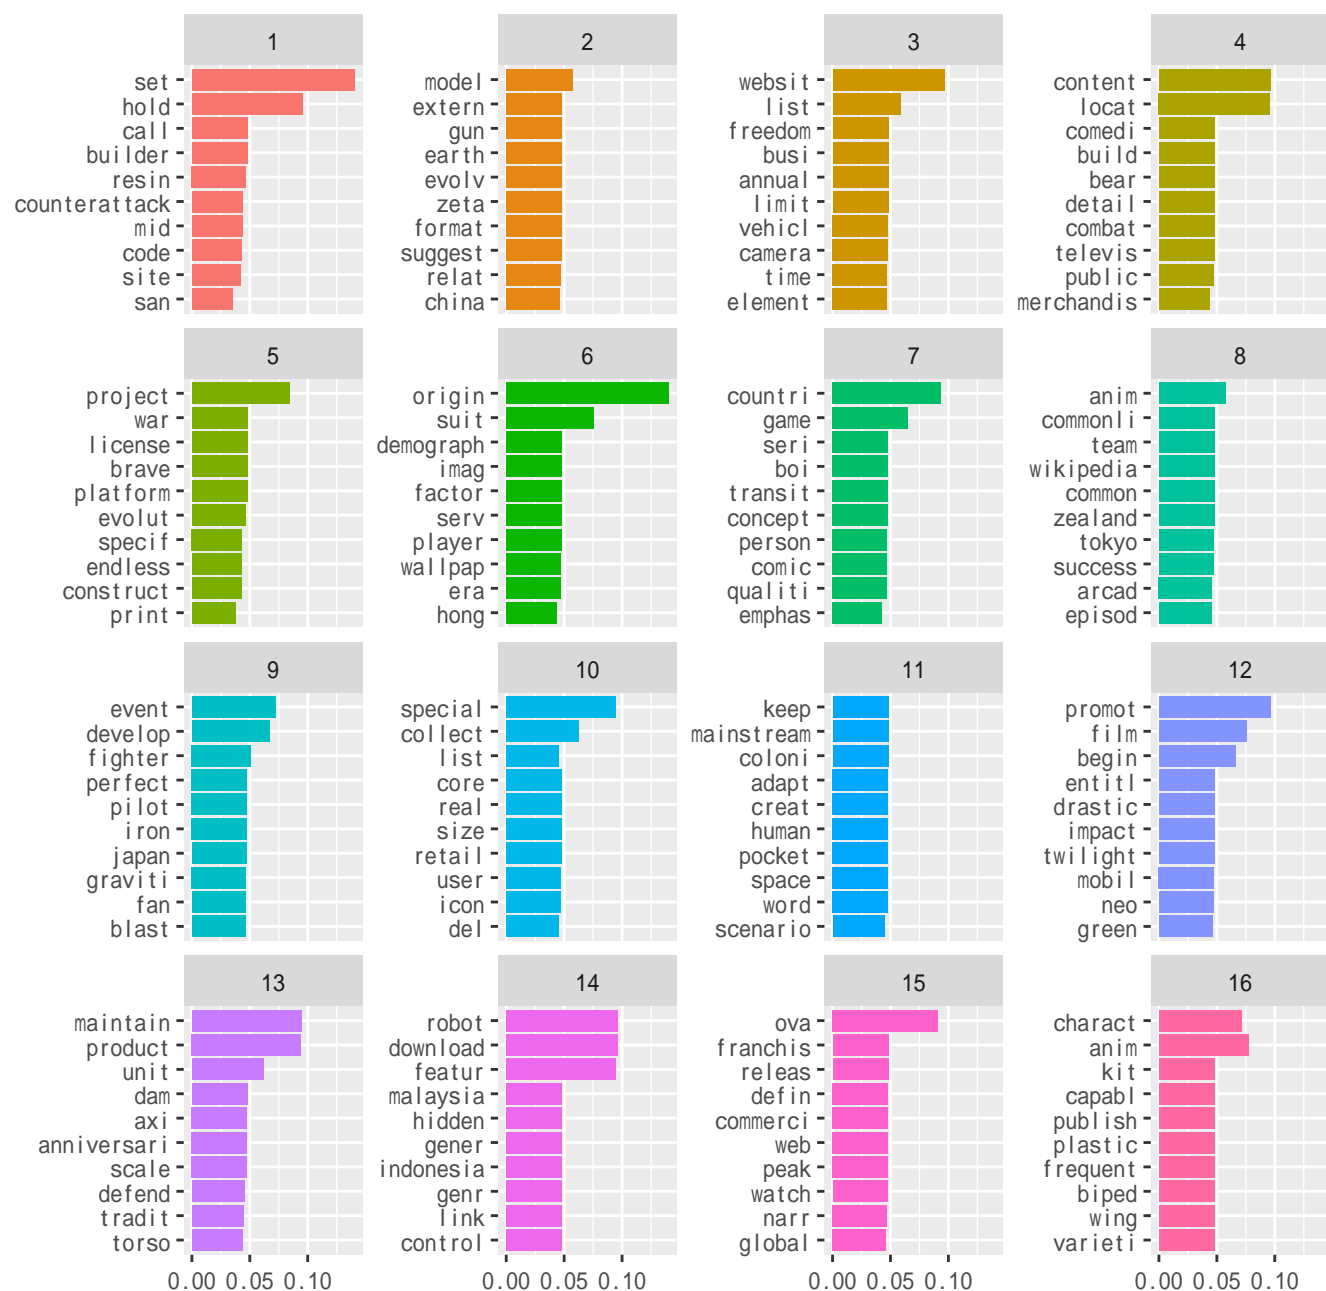 1
set
hold
call
builder
resin
counterattack
mid
code
site
san
2
model
extern
gun
earth
evolv
zeta
format
suggest
relat
china
3
websit
list
freedom
busi
annual
limit
vehicl
camera
time
element
4
content
locat
comedi
build
bear
detail
combat
televis
public
merchandis
5
project
war
license
brave
platform
evolut
specif
endless
construct
print
6
origin
suit
demograph
imag
factor
serv
player
wallpap
era
hong
7
countri
game
seri
boi
transit
concept
person
comic
qualiti
emphas
8
anim
commonli
team
wikipedia
common
zealand
tokyo
success
arcad
episod
9
event
develop
fighter
perfect
pilot
iron
japan
graviti
fan
blast
10
special
collect
list
core
real
size
retail
user
icon
del
11
keep
mainstream
coloni
adapt
creat
human
pocket
space
word
scenario
12
promot
film
begin
entitl
drastic
impact
twilight
mobil
neo
green
13
maintain
product
unit
dam
axi
anniversari
scale
defend
tradit
torso
14
robot
download
featur
malaysia
hidden
gener
indonesia
genr
link
control
15
ova
franchis
releas
defin
commerci
web
peak
watch
narr
global
16
charact
anim
kit
capabl
publish
plastic
frequent
biped
wing
varieti
0.00 0.05 0.10
0.00 0.05 0.10
0.00 0.05 0.10
0.00 0.05 0.10